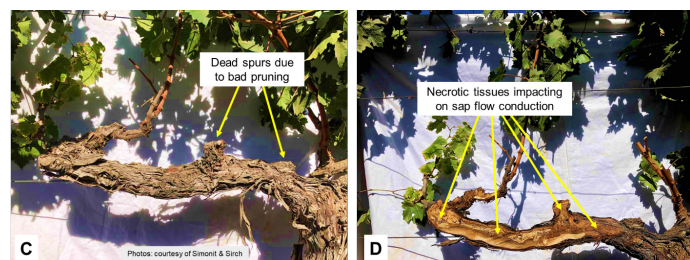 Dead spurs due
to bad pruning
C
Photos: courtesy of Simonit & Sirch
Necrotic tissues impacting
on sap flow conduction
D